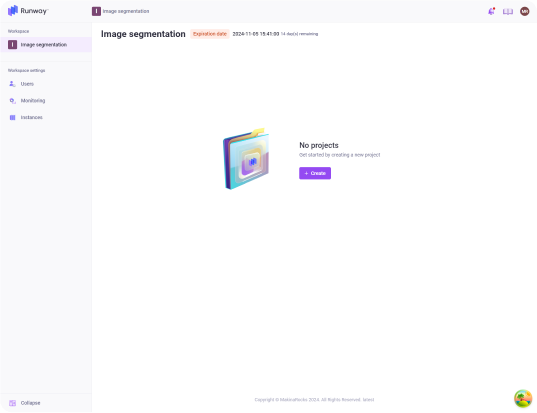 Runway
I Image segmentation
MR
Workspace
I Image segmentation
Workspace settings
Users
Monitoring
Instances
Image segmentation Expiration date 2024-11-05 15:41:00 14 day(s) remaining
No projects
Get started by creating a new project
+ Create
Collapse
Copyright © MakinaRocks 2024. All Rights Reserved. latest